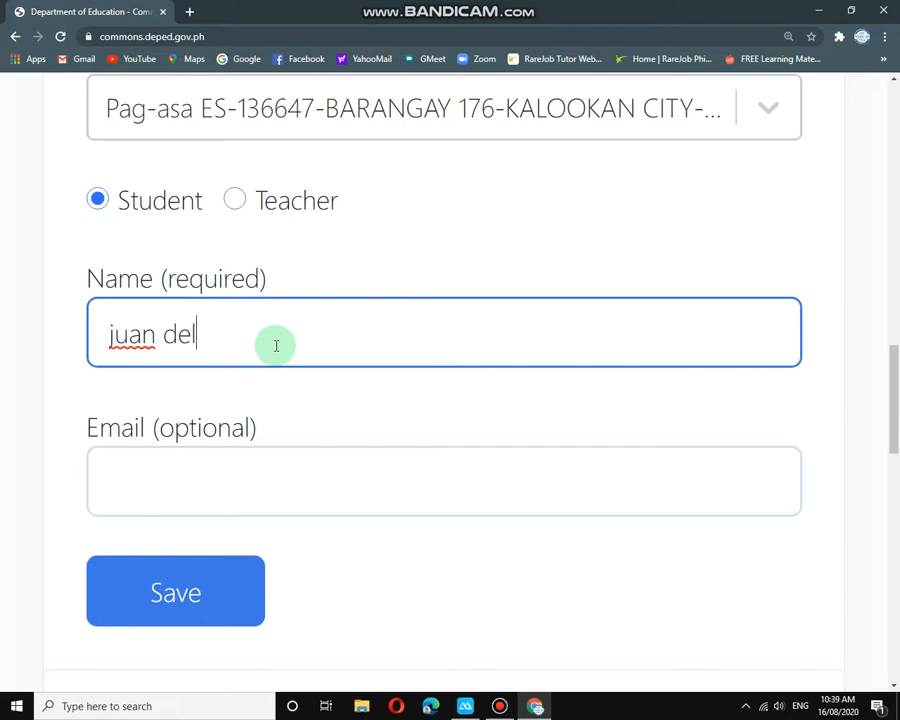 Department of Education - Com
www.BANDICAM.com
commons.deped.gov.ph
Apps Gmail YouTube Maps Google Facebook YahooMail GMeet Zoom RareJob Tutor Web... Home | RareJob Phi... FREE Learning Mate... »
Pag-asa ES-136647-BARANGAY 176-KALOOKAN CITY-...
Student Teacher
Name (required)
juan del
Email (optional)
Save
Type here to search
ENG
10:39 AM
16/08/2020
1